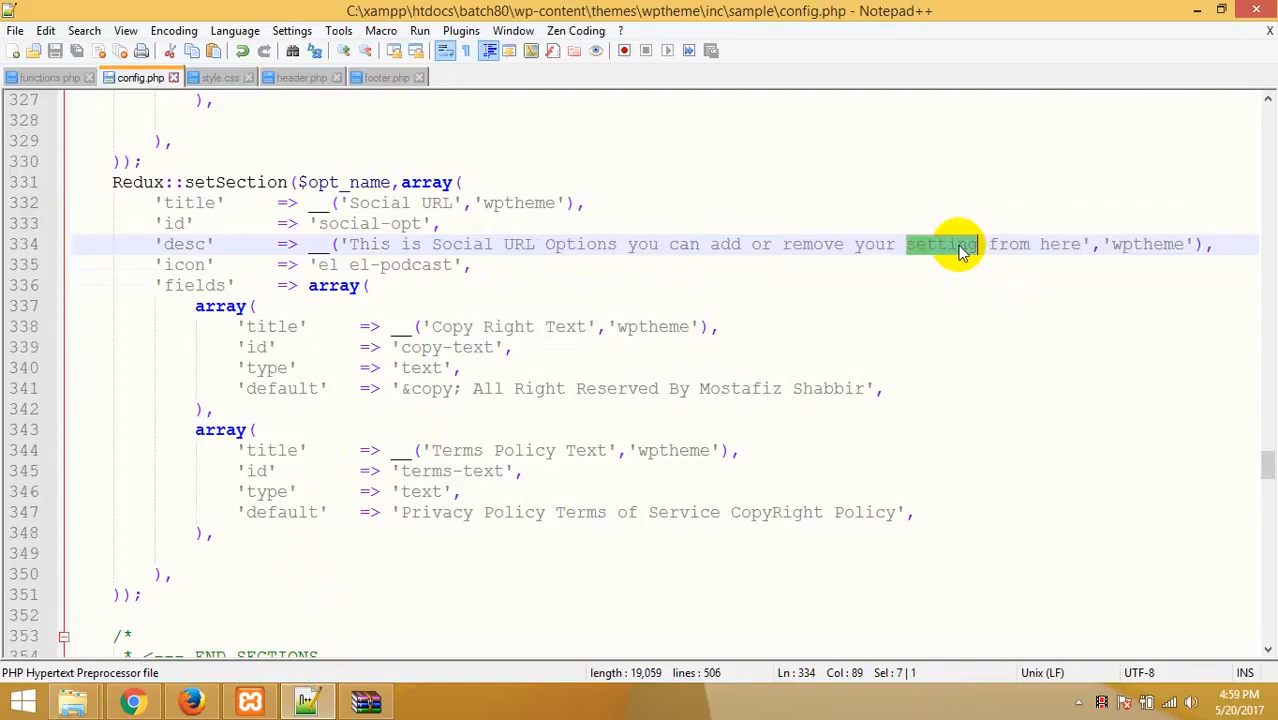 C:\xampp\htdocs\batch80\wp-content\themes\wptheme\inc\sample\config.php - Notepad++
File Edit Search View Encoding Language Settings Tools Macro Run Plugins Window Zen Coding ?
X
functions.php config.php style.css header.php footer.php
327 ),
328
329 ),
330 ));
331 Redux::setSection($opt_name,array(
332 'title' => __('Social URL','wptheme'),
333 'id' => 'social-opt',
334 'desc' => __('This is Social URL Options you can add or remove your setting from here','wptheme'),
335 'icon' => 'el el-podcast',
336 'fields' => array(
337 array(
338 'title' => __('Copy Right Text','wptheme'),
339 'id' => 'copy-text',
340 'type' => 'text',
341 'default' => '&copy; All Right Reserved By Mostafiz Shabbir',
342 ),
343 array(
344 'title' => __('Terms Policy Text','wptheme'),
345 'id' => 'terms-text',
346 'type' => 'text',
347 'default' => 'Privacy Policy Terms of Service CopyRight Policy',
348 ),
349
350 ),
351 ));
352
353 /*
354 * <--- END SECTIONS
PHP Hypertext Preprocessor file length : 19,059 lines : 506 Ln : 334 Col : 89 Sel : 7 | 1 Unix (LF) UTF-8 INS
4:59 PM
5/20/2017